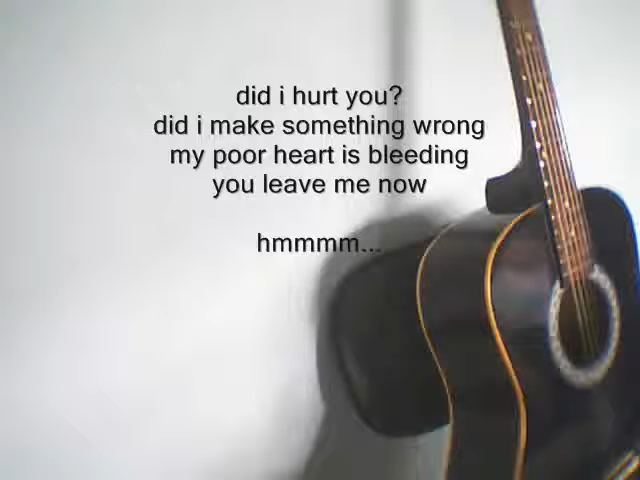 did i hurt you?
did i make something wrong
my poor heart is bleeding
you leave me now
hmmmm...